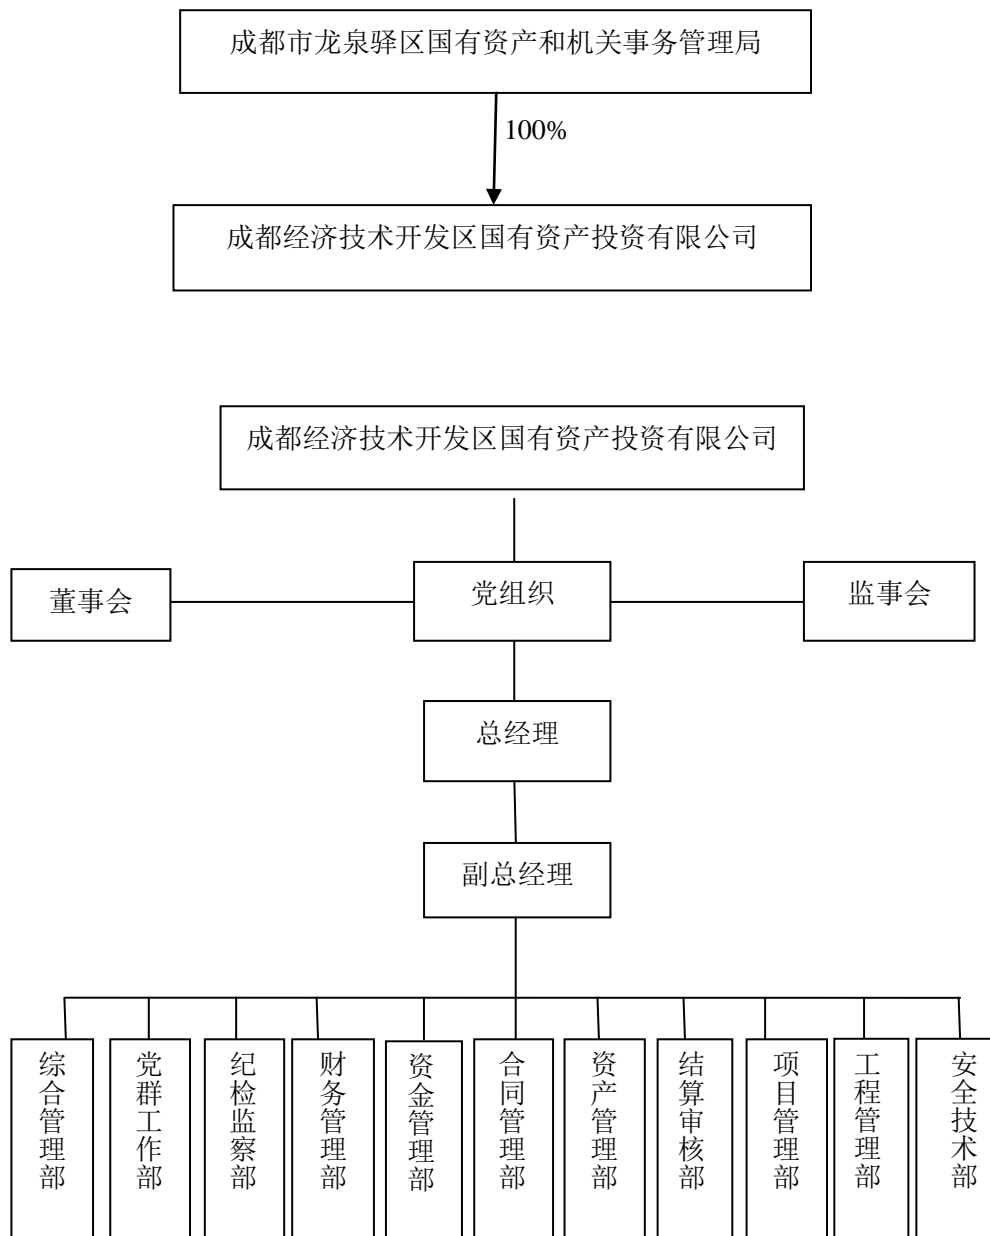 成都市龙泉驿区国有资产和机关事务管理局
100%
成都经济技术开发区国有资产投资有限公司
成都经济技术开发区国有资产投资有限公司
董事会
党组织
监事会
总经理
副总经理
综合管理部
党群工作部
纪检监察部
财务管理部
资金管理部
合同管理部
资产管理部
结算审核部
项目管理部
工程管理部
安全技术部